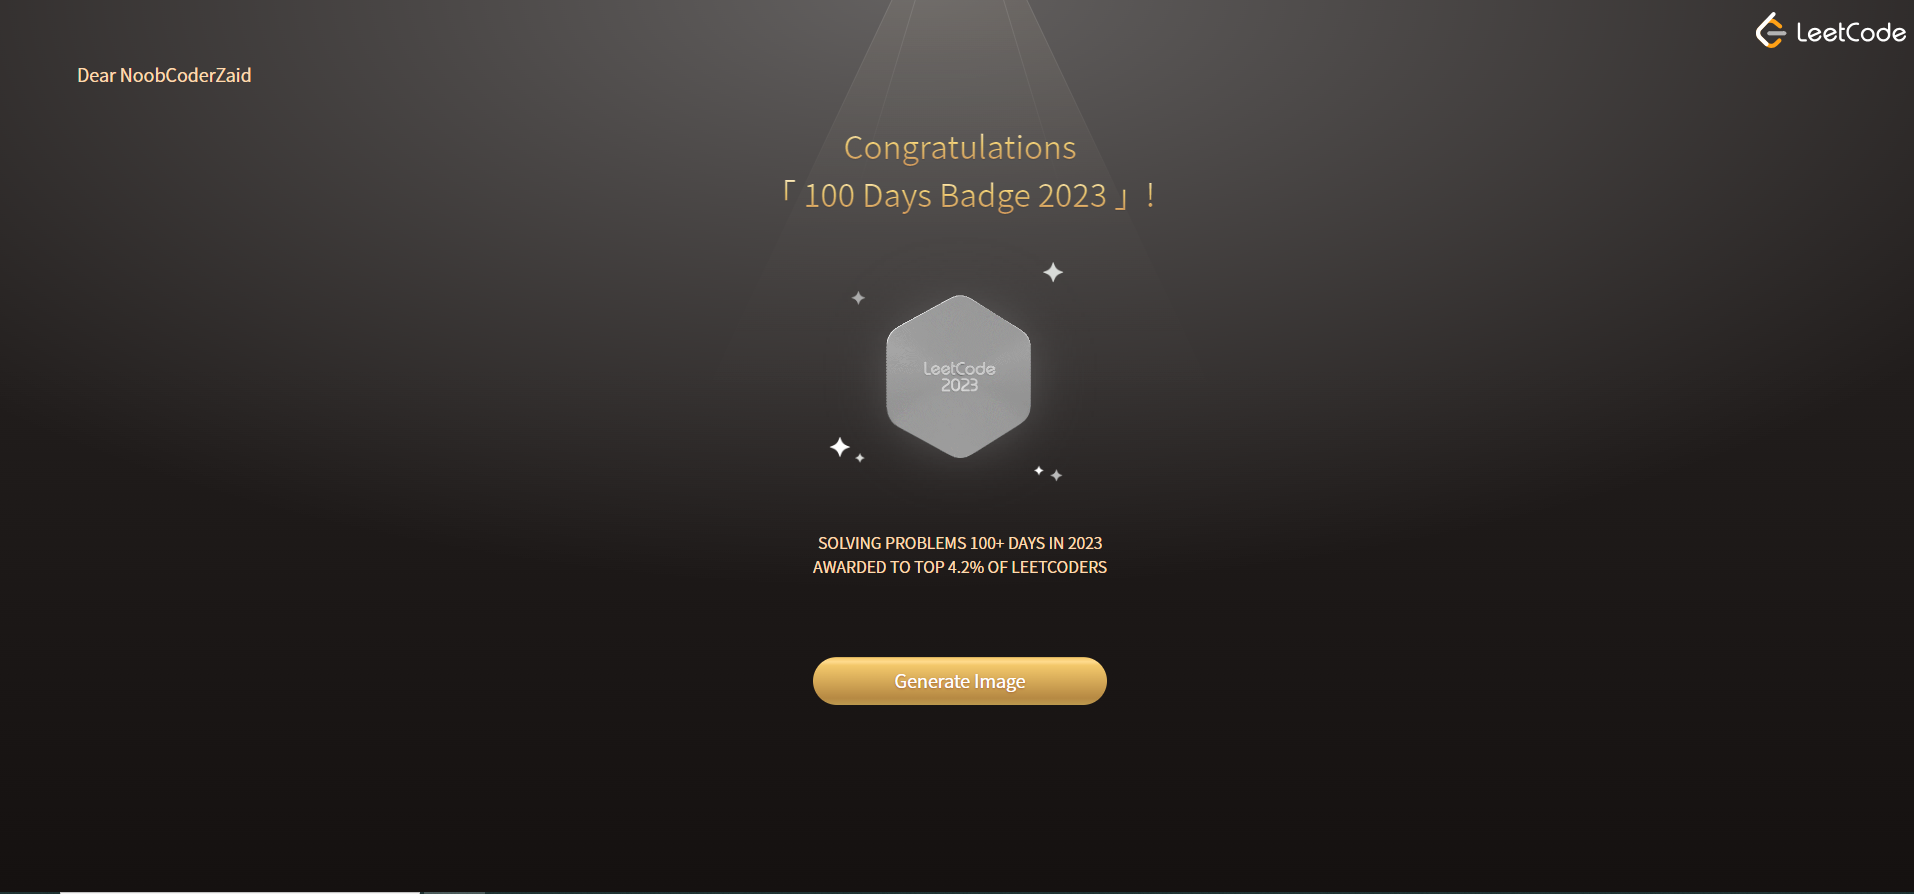 LeetCode
Dear NoobCoderZaid
Congratulations
「 100 Days Badge 2023 」 !
LeetCode
2023
SOLVING PROBLEMS 100+ DAYS IN 2023
AWARDED TO TOP 4.2% OF LEETCODERS
Generate Image